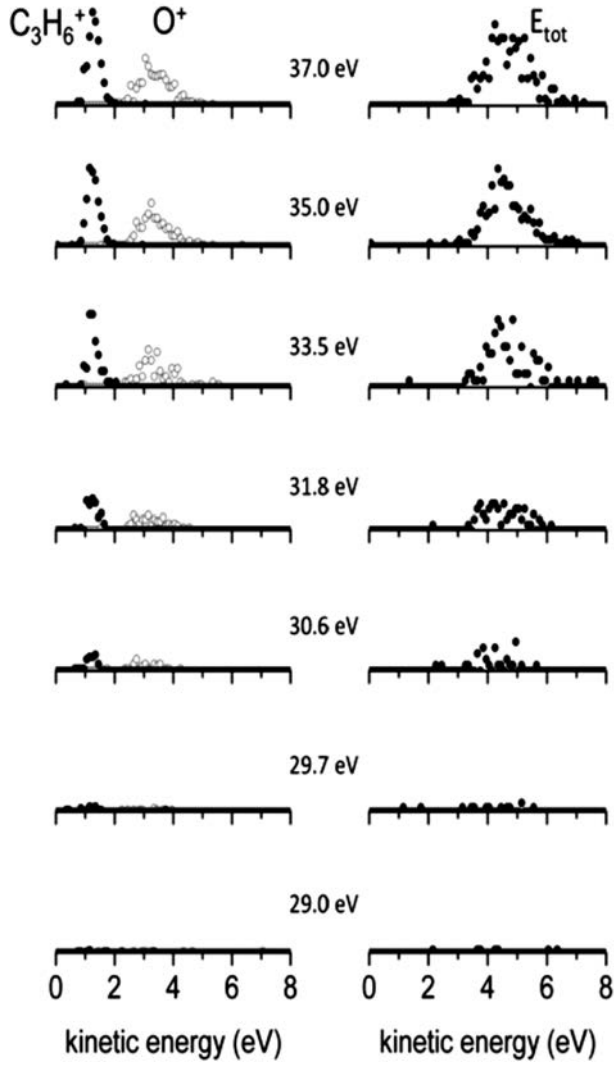 C₃H₆⁺ O⁺ Eₜₒₜ
37.0 eV
35.0 eV
33.5 eV
31.8 eV
30.6 eV
29.7 eV
29.0 eV
0 2 4 6 8 0 2 4 6 8
kinetic energy (eV) kinetic energy (eV)